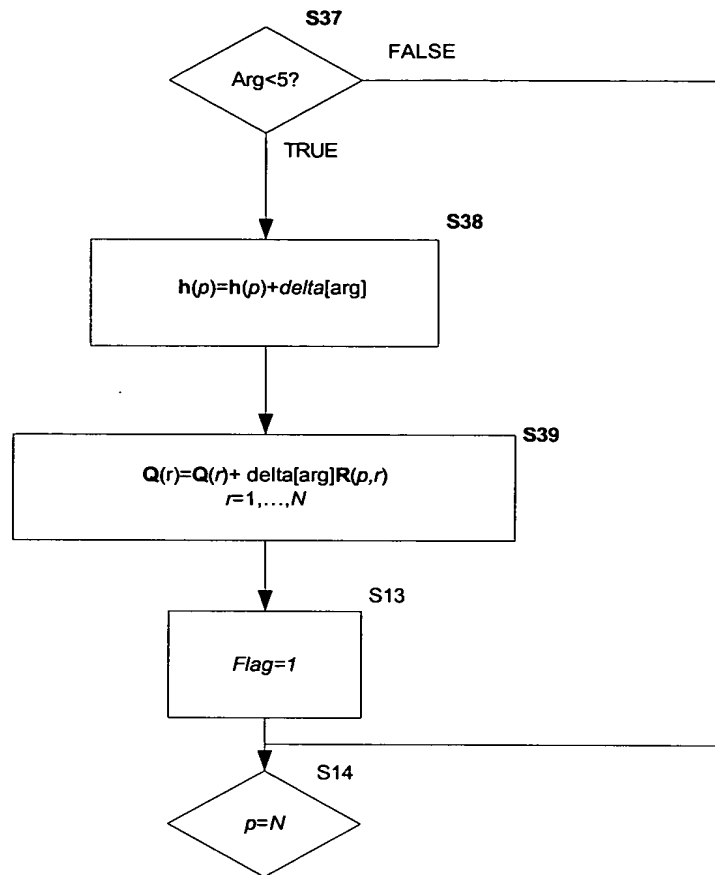 S37
FALSE
Arg<5?
TRUE
S38
h(p)=h(p)+delta[arg]
S39
Q(r)=Q(r)+ delta[arg]R(p,r)
r=1,...,N
S13
Flag=1
S14
p=N